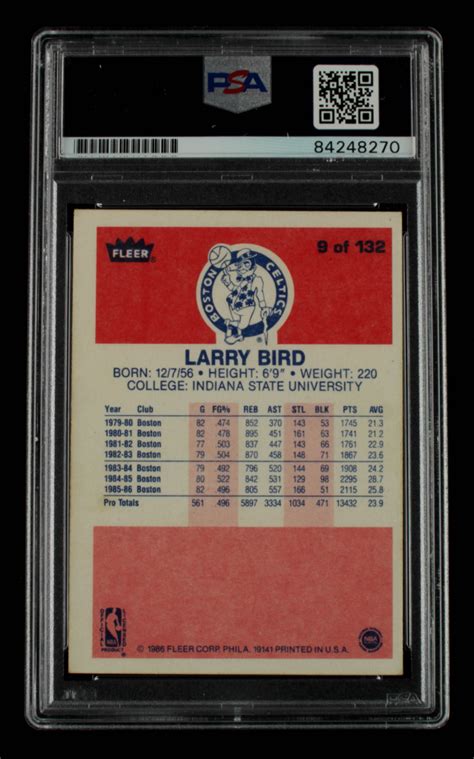 PSA
84248270
FLEER®
9 of 132
BOSTON CELTICS
LARRY BIRD
BORN: 12/7/56 • HEIGHT: 6'9" • WEIGHT: 220
COLLEGE: INDIANA STATE UNIVERSITY
Year Club G FG% REB AST STL BLK PTS AVG
1979-80 Boston 82 .474 852 370 143 53 1745 21.3
1980-81 Boston 82 .478 895 451 161 63 1741 21.2
1981-82 Boston 77 .503 837 447 143 66 1761 22.9
1982-83 Boston 79 .504 870 458 148 71 1867 23.6
1983-84 Boston 79 .492 796 520 144 69 1908 24.2
1984-85 Boston 80 .522 842 531 129 98 2295 28.7
1985-86 Boston 82 .496 805 557 166 51 2115 25.8
Pro Totals 561 .496 5897 3334 1034 471 13432 23.9
OFFICIAL LICENSED
NBA
PRODUCT
© 1986 FLEER CORP. PHILA. 19141 PRINTED IN U.S.A.
PSA